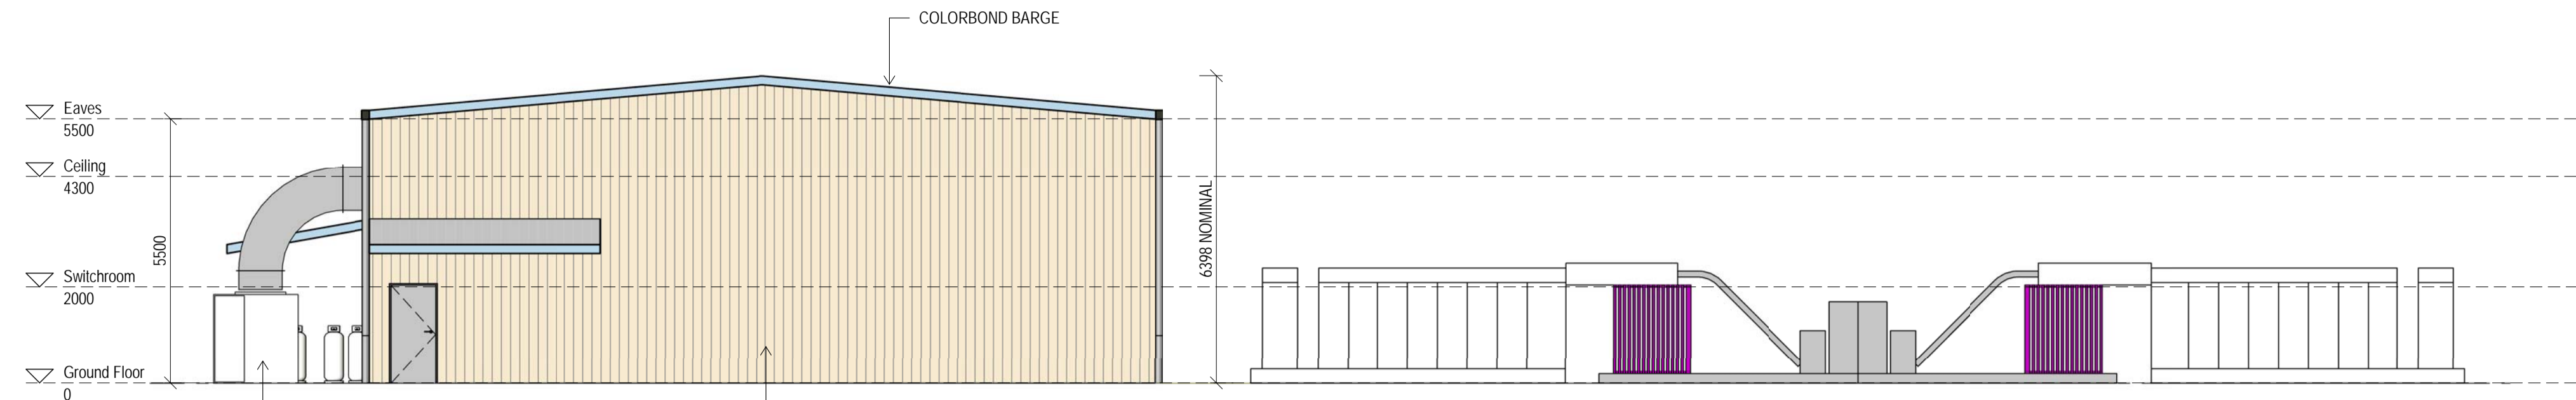 COLORBOND BARGE
Eaves
5500
Ceiling
4300
5500
6398 NOMINAL
Switchroom
2000
Ground Floor
0